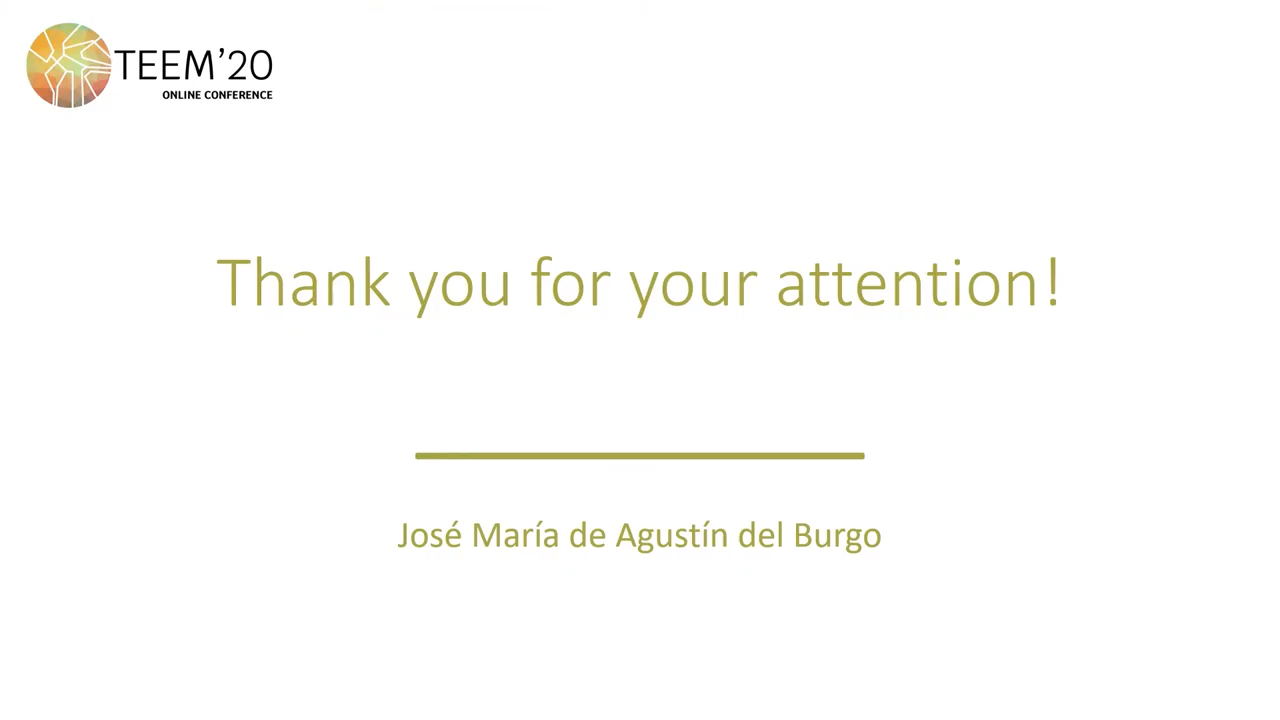 TEEM’20
ONLINE CONFERENCE
Thank you for your attention!
José María de Agustín del Burgo